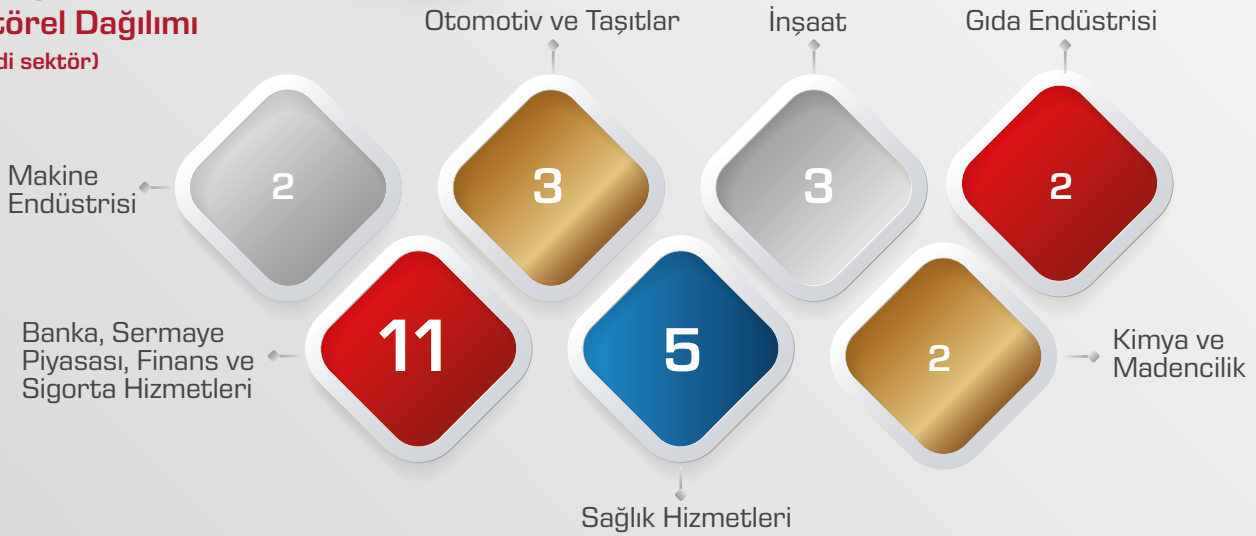 törel Dağılımı
di sektör)
Otomotiv ve Taşıtlar
İnşaat
Gıda Endüstrisi
Makine
Endüstrisi
2
3
3
2
Banka, Sermaye
Piyasası, Finans ve
Sigorta Hizmetleri
11
5
2
Kimya ve
Madencilik
Sağlık Hizmetleri